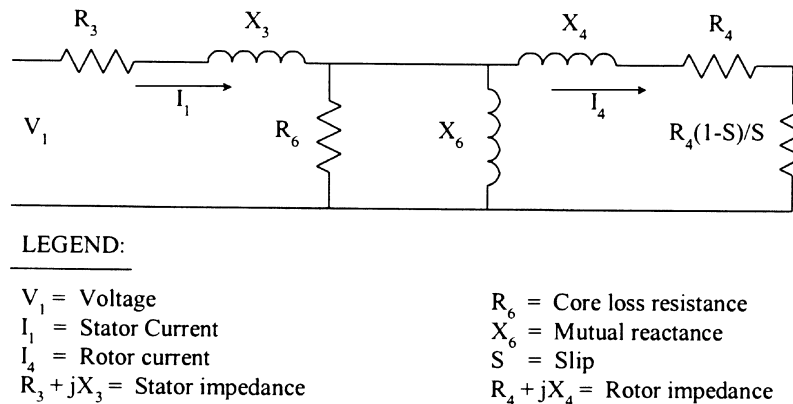 R₃
X₃
X₄
R₄
I₁
I₄
V₁
R₆
X₆
R₄(1-S)/S
LEGEND:
V₁ = Voltage
I₁ = Stator Current
I₄ = Rotor current
R₃ + jX₃ = Stator impedance
R₆ = Core loss resistance
X₆ = Mutual reactance
S = Slip
R₄ + jX₄ = Rotor impedance